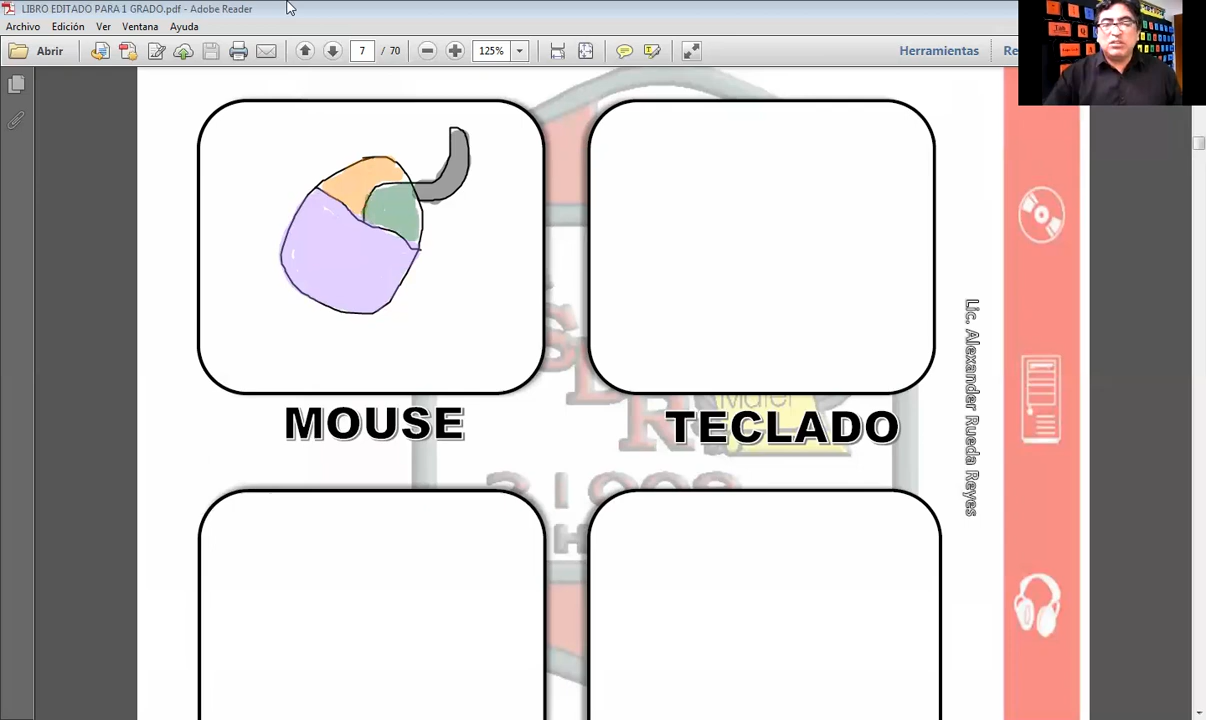 LIBRO EDITADO PARA 1 GRADO.pdf - Adobe Reader
Archivo Edición Ver Ventana Ayuda
Abrir 7 / 70 125% Herramientas
MOUSE TECLADO
Lic. Alexander Rueda Reyes